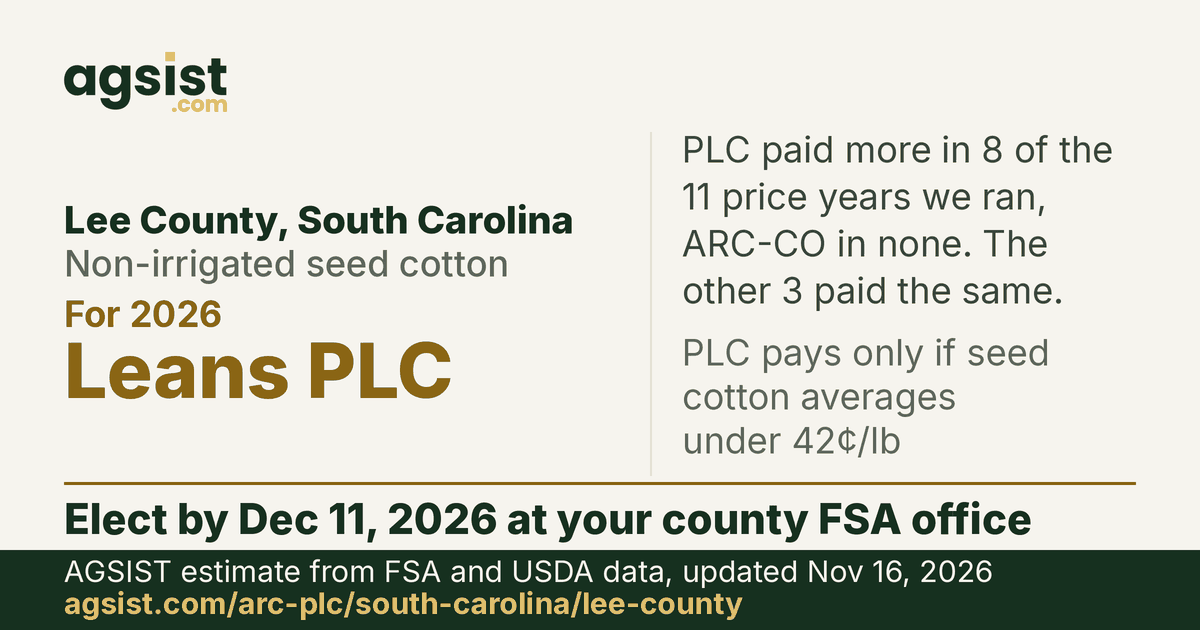 agsist
.com
Lee County, South Carolina
Non-irrigated seed cotton
For 2026
Leans PLC
PLC paid more in 8 of the
11 price years we ran,
ARC-CO in none. The
other 3 paid the same.
PLC pays only if seed
cotton averages
under 42¢/lb
Elect by Dec 11, 2026 at your county FSA office
AGSIST estimate from FSA and USDA data, updated Nov 16, 2026
agsist.com/arc-plc/south-carolina/lee-county